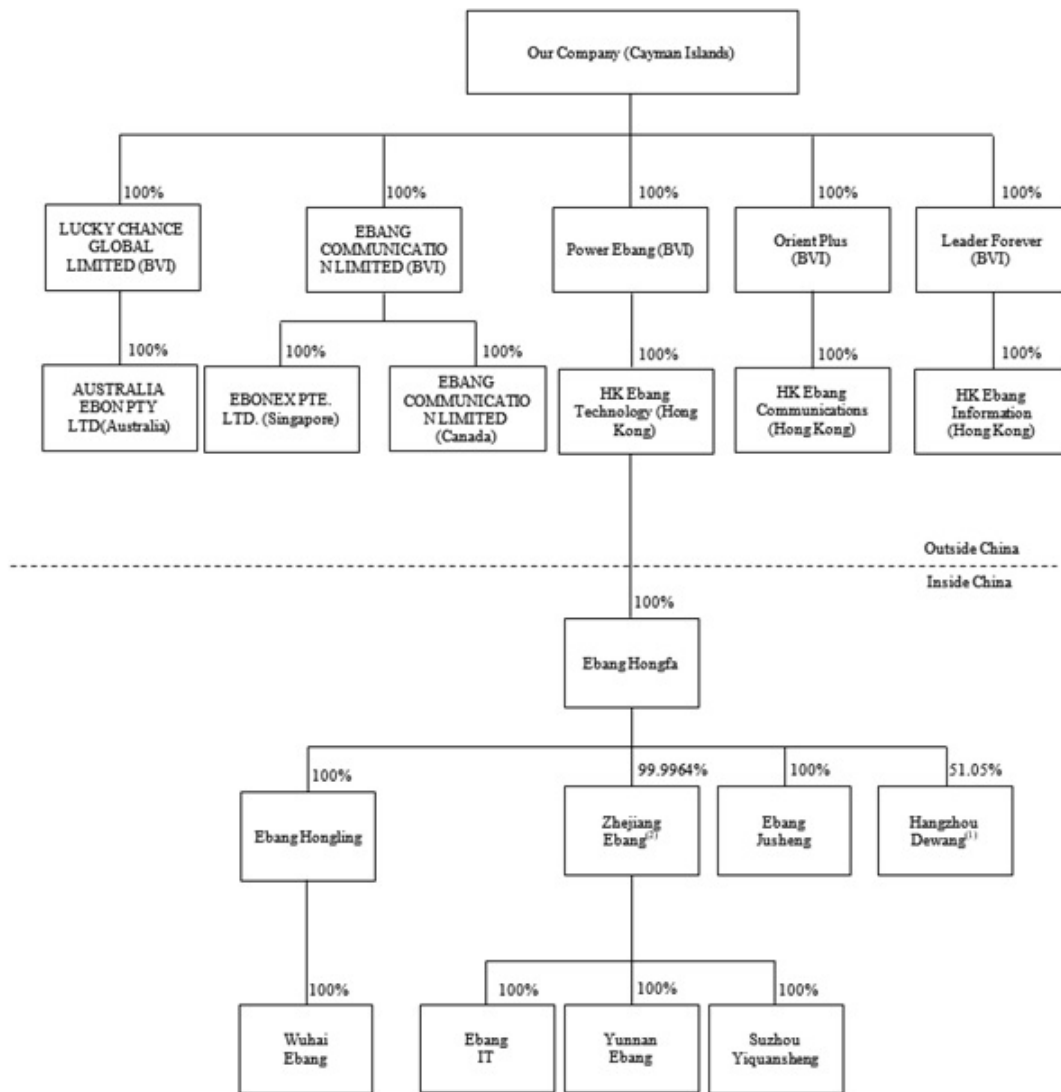 Our Company (Cayman Islands)
100%
100%
100%
100%
100%
LUCKY CHANCE
GLOBAL
LIMITED (BVI)
EBANG
COMMUNICATIO
N LIMITED (BVI)
Power Ebang (BVI)
Orient Plus
(BVI)
Leader Forever
(BVI)
100%
100%
100%
100%
100%
100%
AUSTRALIA
EBON PTY
LTD(Australia)
EBONEX PTE.
LTD. (Singapore)
EBANG
COMMUNICATIO
N LIMITED
(Canada)
HK Ebang
Technology (Hong
Kong)
HK Ebang
Communications
(Hong Kong)
HK Ebang
Information
(Hong Kong)
Outside China
Inside China
100%
Ebang Hongfa
100%
99.9964%
100%
51.05%
Ebang Hongling
Zhejiang
Ebang(2)
Ebang
Jusheng
Hangzhou
Dewang(1)
100%
100%
100%
100%
Wuhai
Ebang
Ebang
IT
Yunnan
Ebang
Suzhou
Yiquansheng